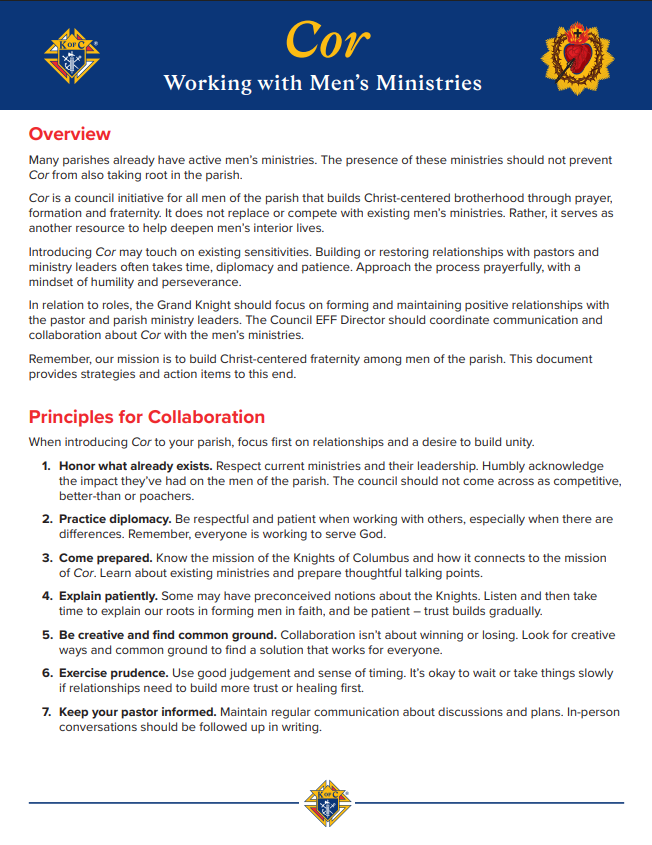 K OF C
Cor
Working with Men's Ministries
Overview
Many parishes already have active men's ministries. The presence of these ministries should not prevent
Cor from also taking root in the parish.
Cor is a council initiative for all men of the parish that builds Christ-centered brotherhood through prayer,
formation and fraternity. It does not replace or compete with existing men's ministries. Rather, it serves as
another resource to help deepen men's interior lives.
Introducing Cor may touch on existing sensitivities. Building or restoring relationships with pastors and
ministry leaders often takes time, diplomacy and patience. Approach the process prayerfully, with a
mindset of humility and perseverance.
In relation to roles, the Grand Knight should focus on forming and maintaining positive relationships with
the pastor and parish ministry leaders. The Council EFF Director should coordinate communication and
collaboration about Cor with the men's ministries.
Remember, our mission is to build Christ-centered fraternity among men of the parish. This document
provides strategies and action items to this end.
Principles for Collaboration
When introducing Cor to your parish, focus first on relationships and a desire to build unity.
1. Honor what already exists. Respect current ministries and their leadership. Humbly acknowledge
the impact they've had on the men of the parish. The council should not come across as competitive,
better-than or poachers.
2. Practice diplomacy. Be respectful and patient when working with others, especially when there are
differences. Remember, everyone is working to serve God.
3. Come prepared. Know the mission of the Knights of Columbus and how it connects to the mission
of Cor. Learn about existing ministries and prepare thoughtful talking points.
4. Explain patiently. Some may have preconceived notions about the Knights. Listen and then take
time to explain our roots in forming men in faith, and be patient – trust builds gradually.
5. Be creative and find common ground. Collaboration isn't about winning or losing. Look for creative
ways and common ground to find a solution that works for everyone.
6. Exercise prudence. Use good judgement and sense of timing. It's okay to wait or take things slowly
if relationships need to build more trust or healing first.
7. Keep your pastor informed. Maintain regular communication about discussions and plans. In-person
conversations should be followed up in writing.
K OF C